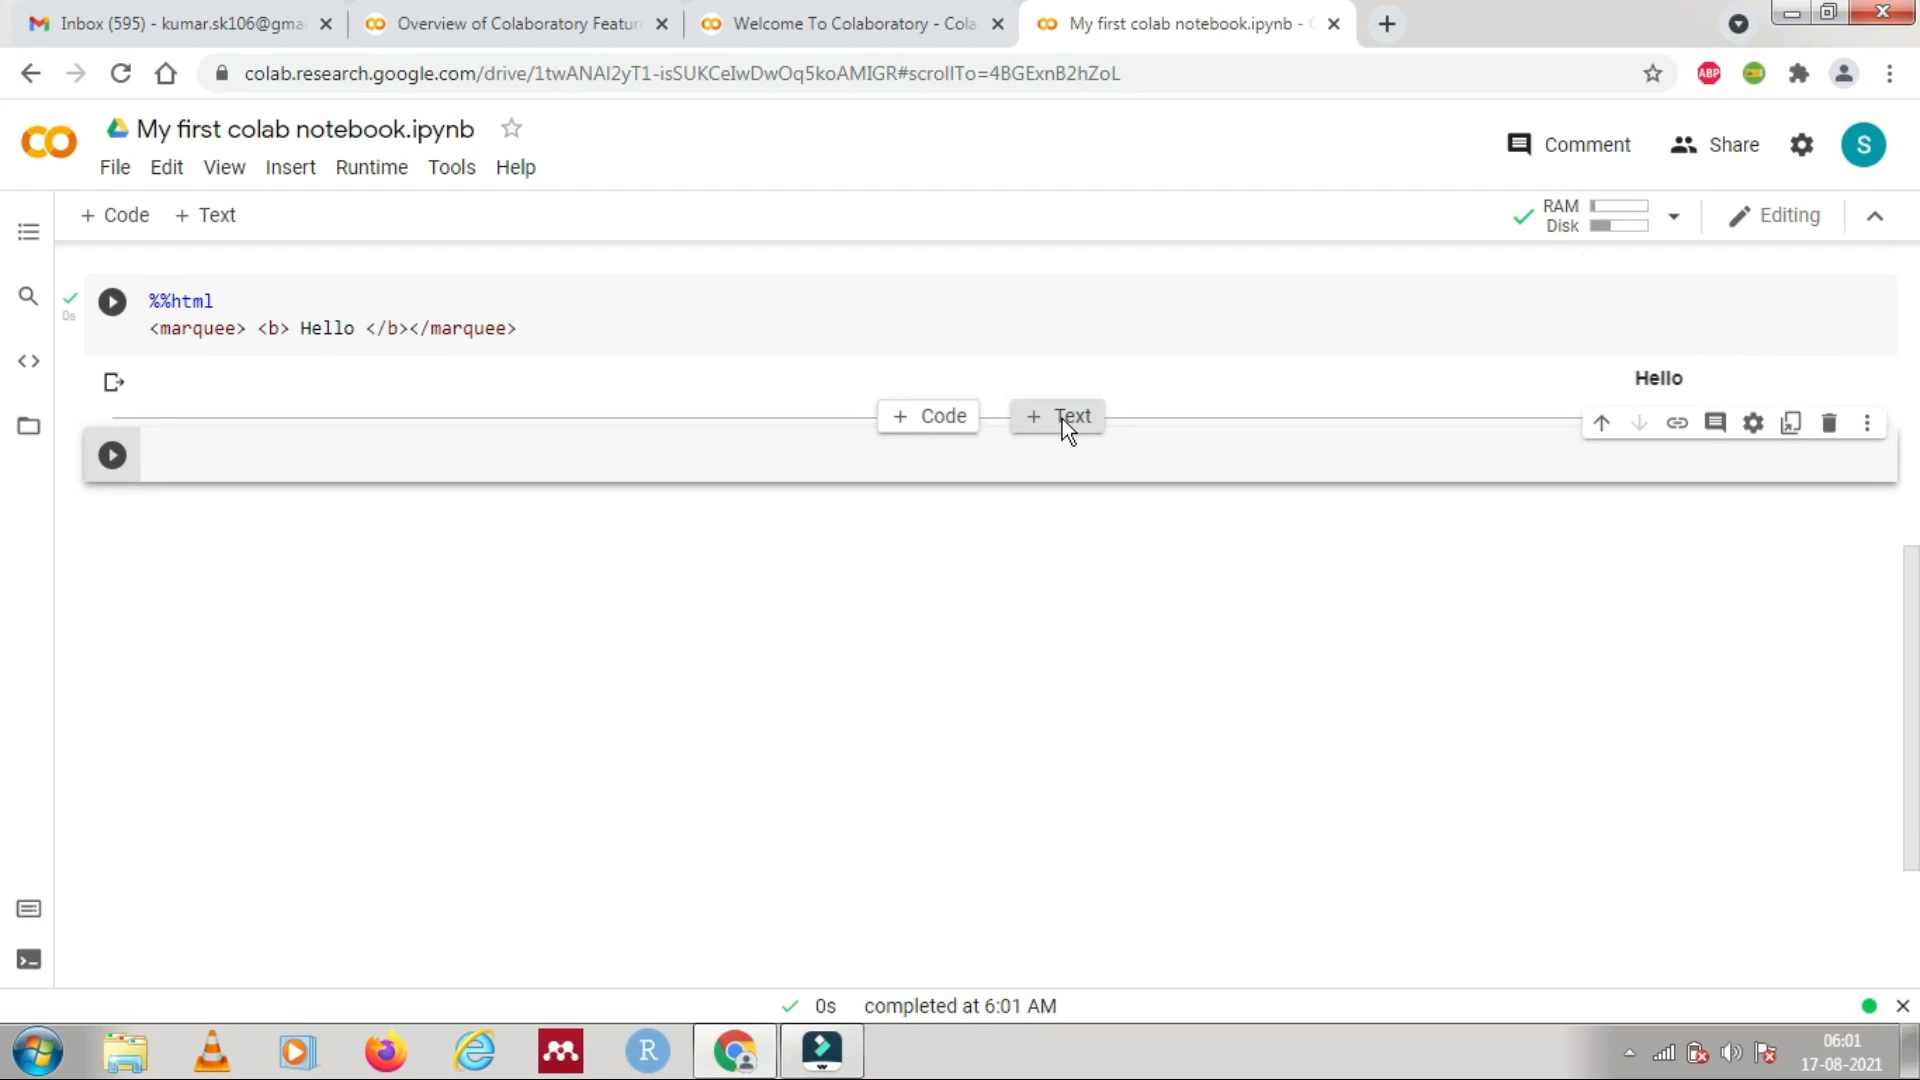 Inbox (595) - kumar.sk106@gma
Overview of Colaboratory Featur
Welcome To Colaboratory - Cola
My first colab notebook.ipynb -
colab.research.google.com/drive/1twANAl2yT1-isSUKCeIwDwOq5koAMIGR#scrollTo=4BGExnB2hZoL
ABP
My first colab notebook.ipynb
Comment
Share
S
File Edit View Insert Runtime Tools Help
+ Code + Text
RAM
Disk
Editing
%%html
0s
<marquee> <b> Hello </b></marquee>
Hello
+ Code + Text
0s completed at 6:01 AM
R
06:01
17-08-2021